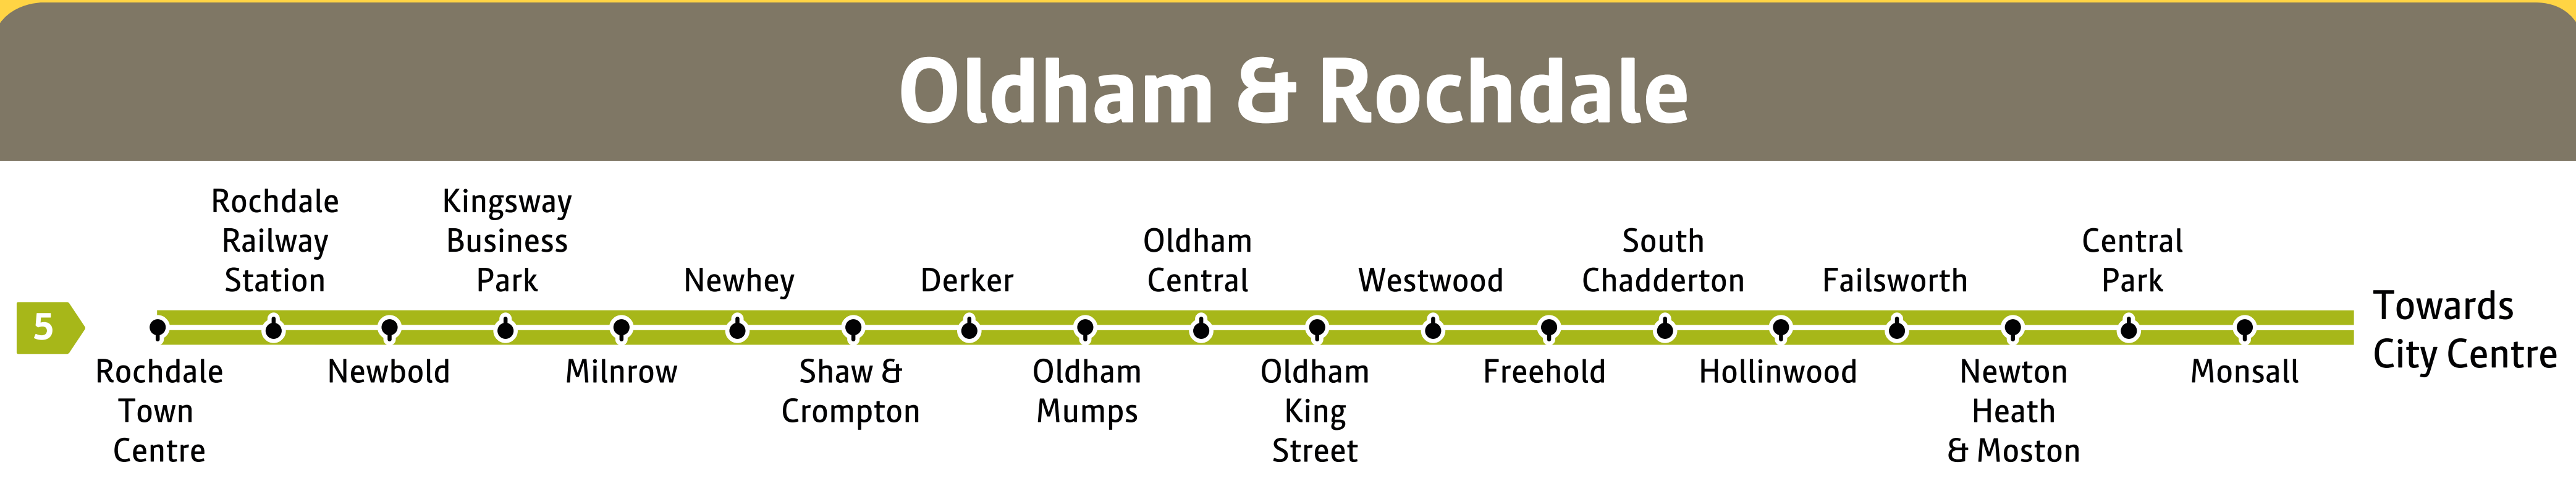 Oldham & Rochdale
5
Rochdale
Town
Centre
Rochdale
Railway
Station
Newbold
Kingsway
Business
Park
Milnrow
Newhey
Shaw &
Crompton
Derker
Oldham
Mumps
Oldham
Central
Oldham
King
Street
Westwood
Freehold
South
Chadderton
Hollinwood
Failsworth
Newton
Heath
& Moston
Central
Park
Monsall
Towards
City Centre